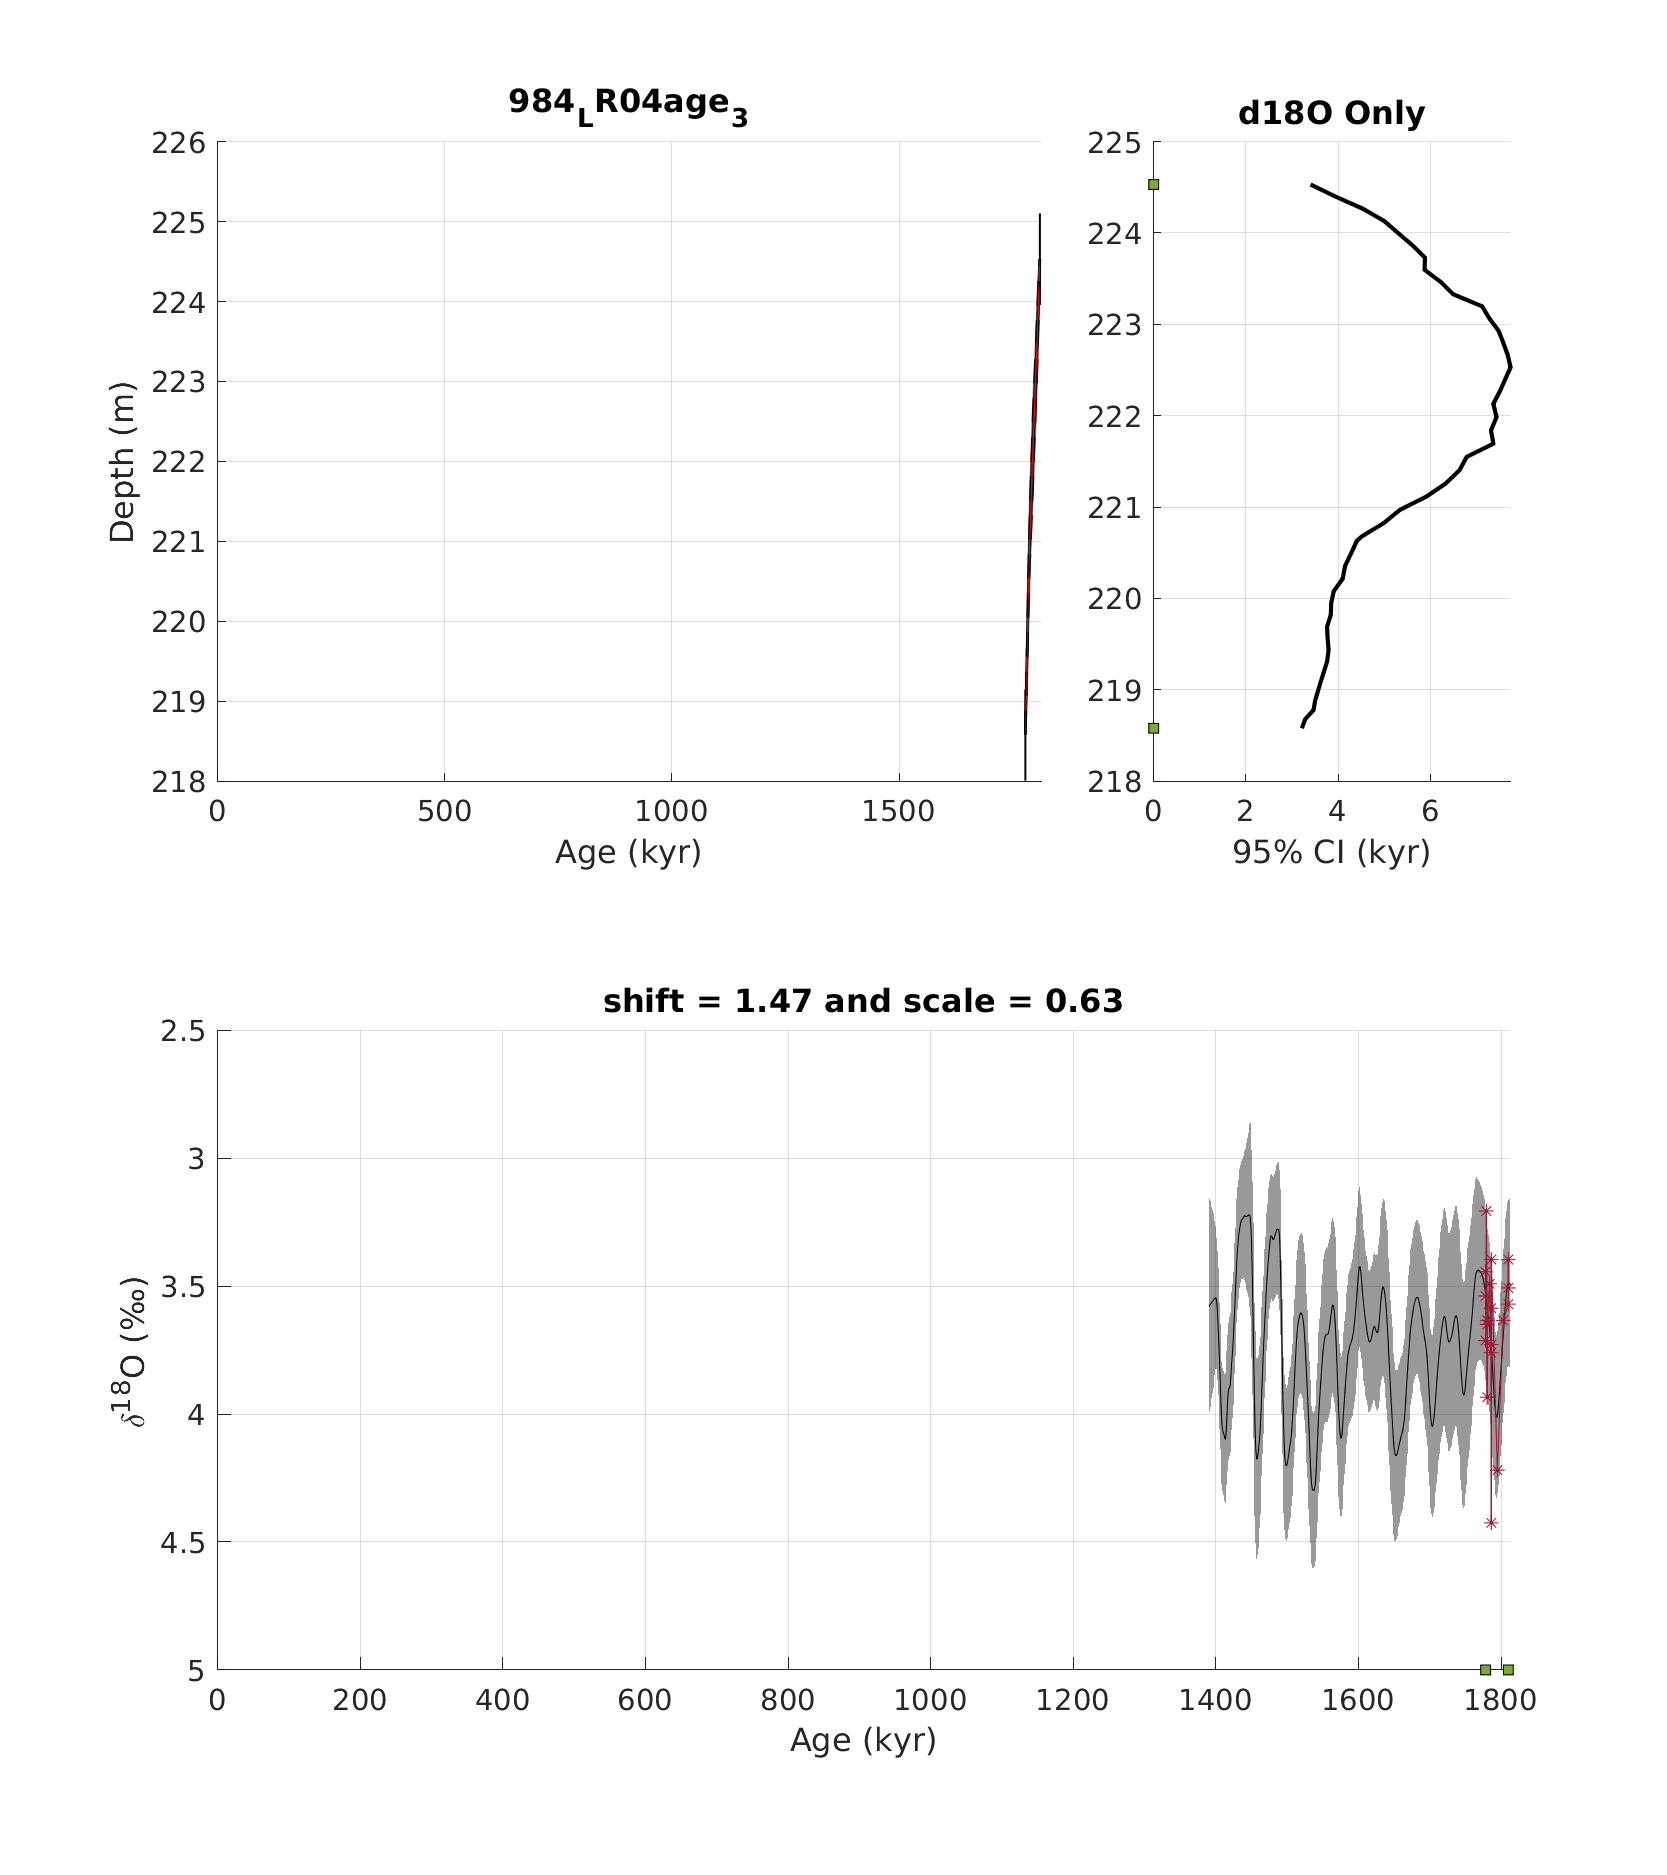 984LR04age3
d18O Only
226
225
224
223
222
221
220
219
218
Depth (m)
0 500 1000 1500
Age (kyr)
225
224
223
222
221
220
219
218
0 2 4 6
95% CI (kyr)
shift = 1.47 and scale = 0.63
2.5
3
3.5
4
4.5
5
δ18O (‰)
0 200 400 600 800 1000 1200 1400 1600 1800
Age (kyr)